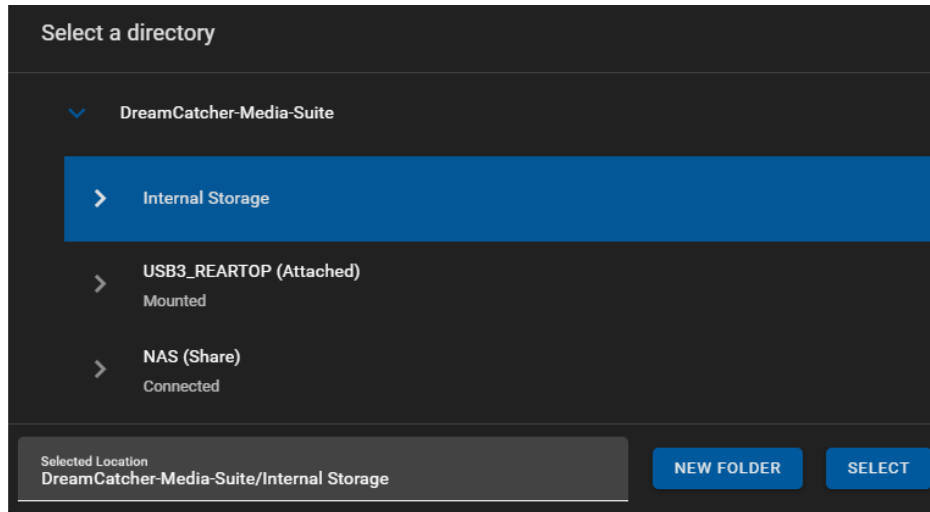 Select a directory
DreamCatcher-Media-Suite
Internal Storage
USB3_REARTOP (Attached)
Mounted
NAS (Share)
Connected
Selected Location
DreamCatcher-Media-Suite/Internal Storage
NEW FOLDER
SELECT